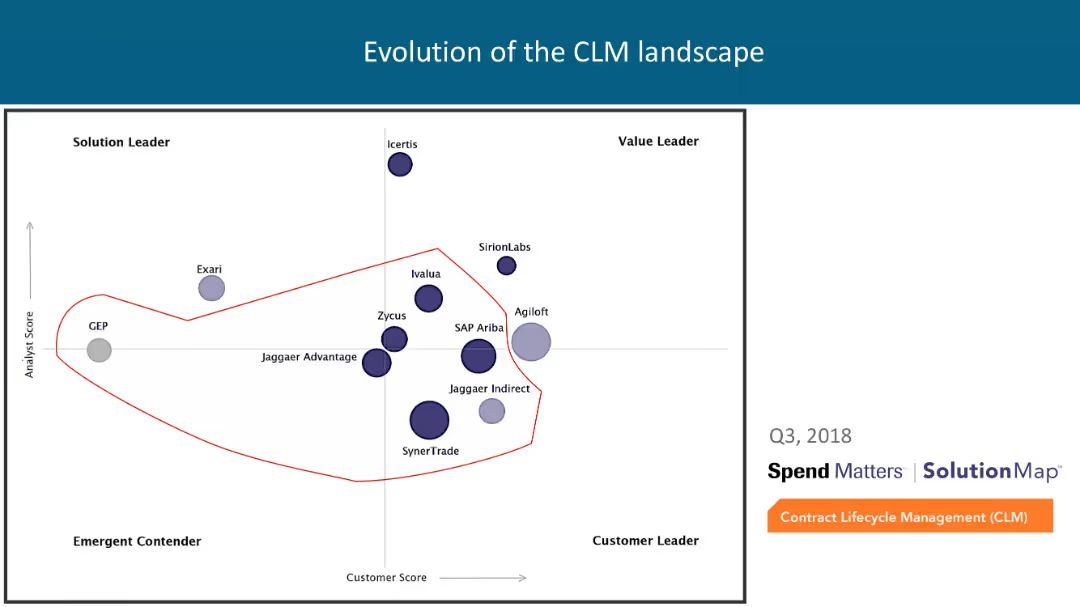 Evolution of the CLM landscape
Solution Leader
Value Leader
Icertis
SirionLabs
Exari
Ivalua
GEP
Zycus
Agiloft
SAP Ariba
Jaggaer Advantage
Jaggaer Indirect
SynerTrade
Analyst Score
Emergent Contender
Customer Leader
Customer Score
Q3, 2018
Spend Matters | SolutionMap™
Contract Lifecycle Management (CLM)